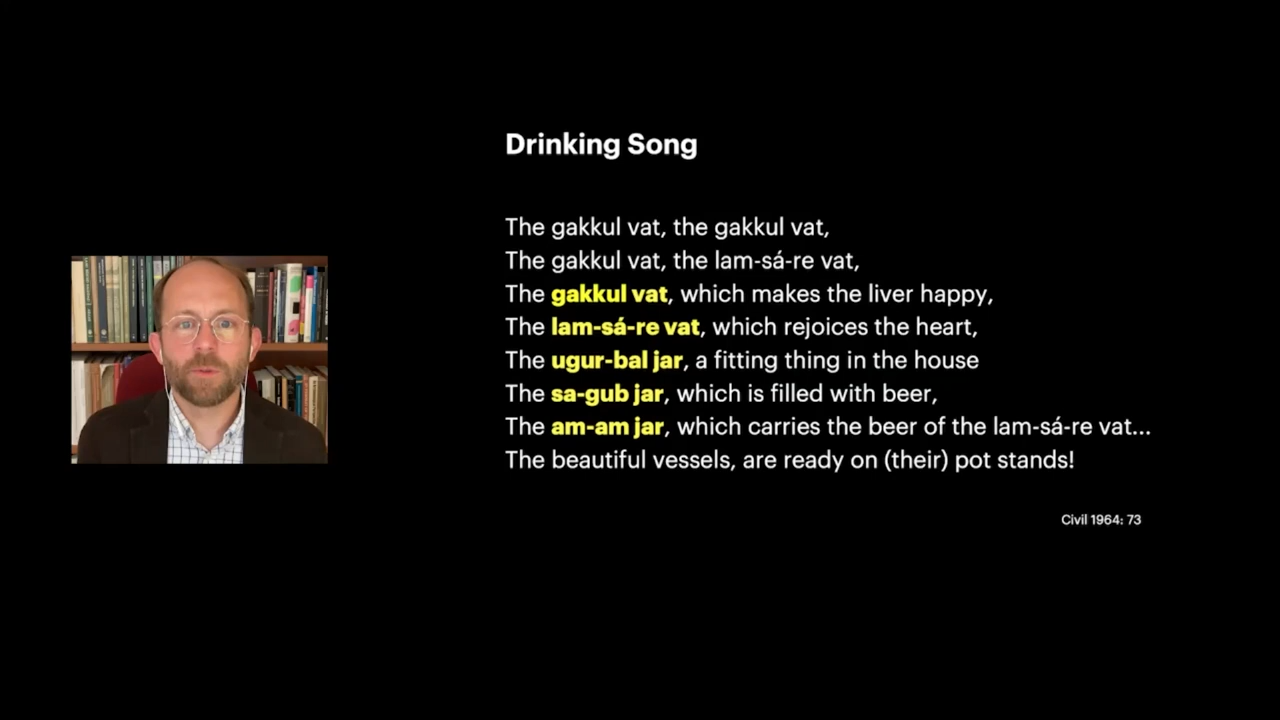 Drinking Song
The gakkul vat, the gakkul vat,
The gakkul vat, the lam-sá-re vat,
The gakkul vat, which makes the liver happy,
The lam-sá-re vat, which rejoices the heart,
The ugur-bal jar, a fitting thing in the house
The sa-gub jar, which is filled with beer,
The am-am jar, which carries the beer of the lam-sá-re vat...
The beautiful vessels, are ready on (their) pot stands!
Civil 1964: 73